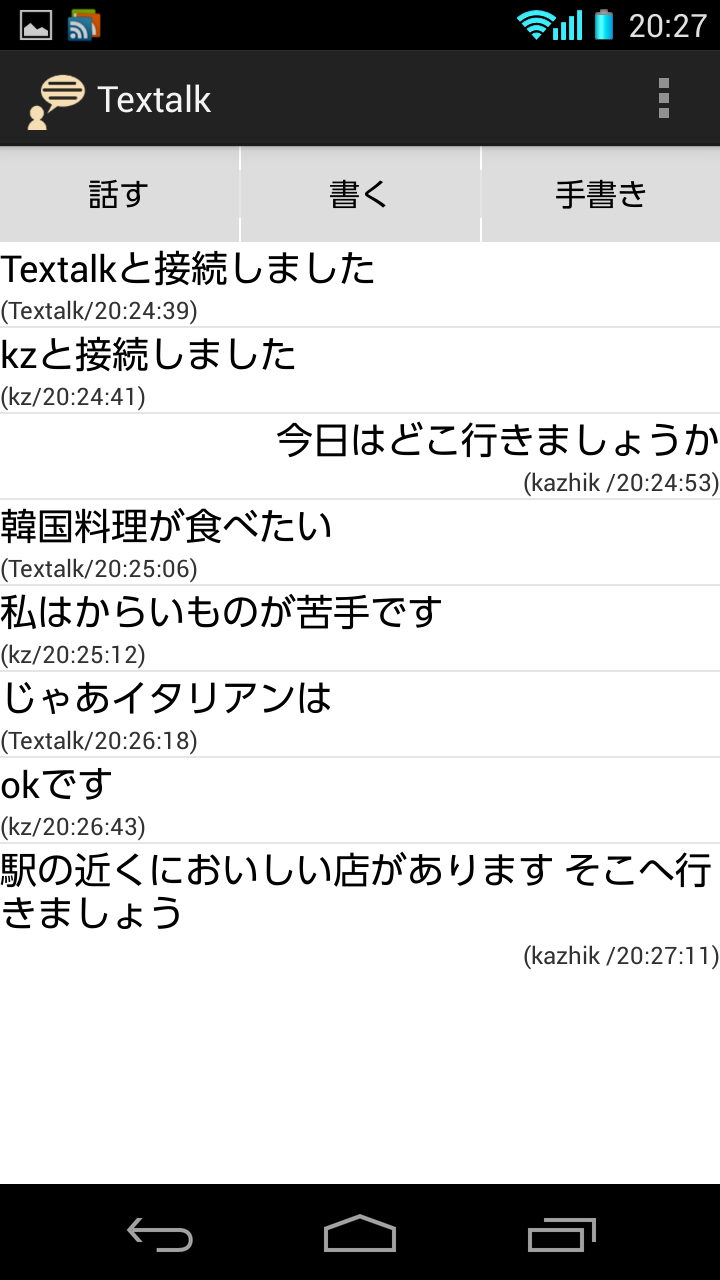 20:27
Textalk
話す 書く 手書き
Textalkと接続しました
(Textalk/20:24:39)
kzと接続しました
(kz/20:24:41)
今日はどこ行きましょうか
(kazhik /20:24:53)
韓国料理が食べたい
(Textalk/20:25:06)
私はからいものが苦手です
(kz/20:25:12)
じゃあイタリアンは
(Textalk/20:26:18)
okです
(kz/20:26:43)
駅の近くにおいしい店があります そこへ行
きましょう
(kazhik /20:27:11)